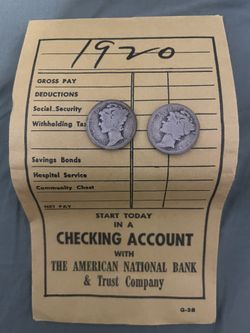 1920
GROSS PAY
DEDUCTIONS
Social Security
Withholding Tax
Savings Bonds
Hospital Service
Community Chest
NET PAY
START TODAY
IN A
CHECKING ACCOUNT
WITH
THE AMERICAN NATIONAL BANK
& Trust Company
G-38